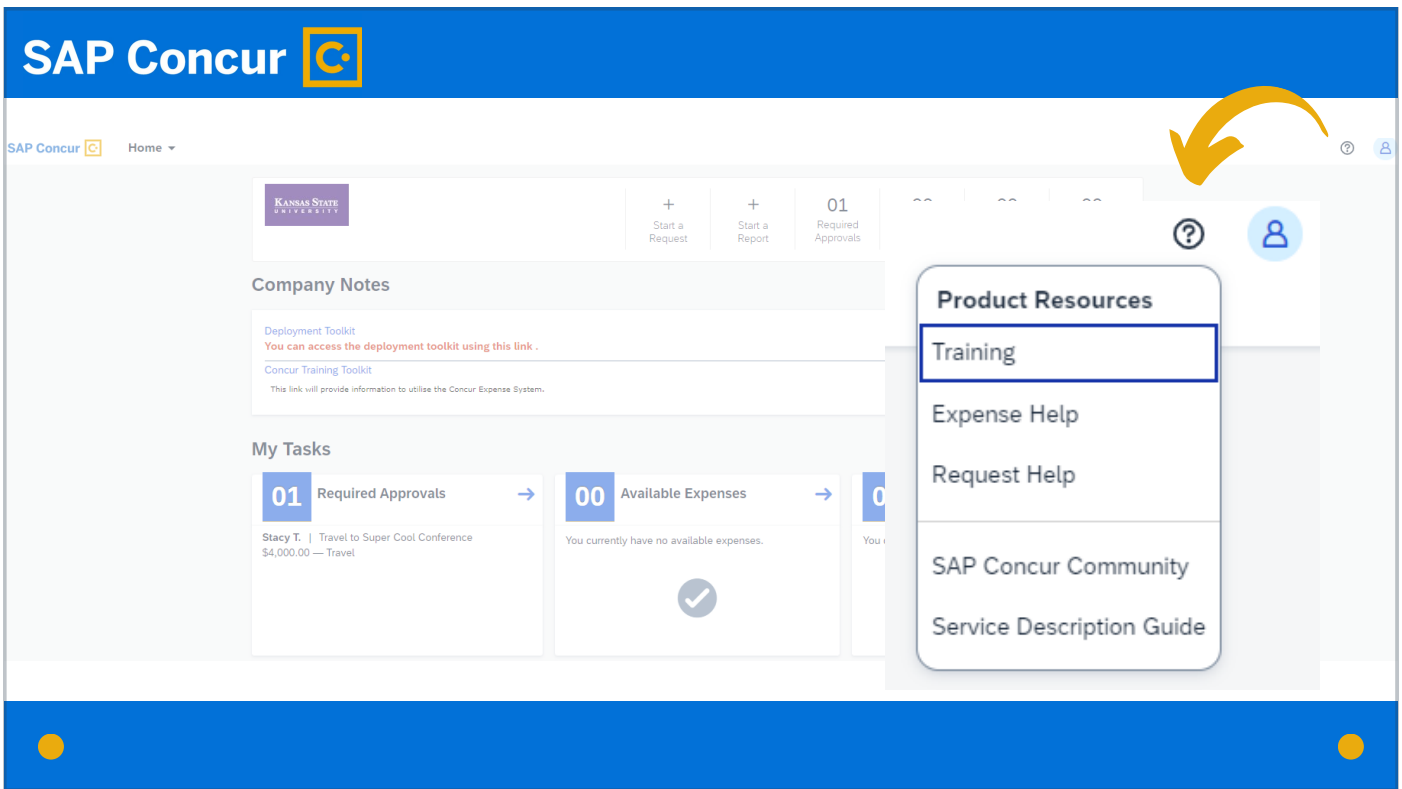 SAP Concur
SAP Concur
Home
KANSAS STATE
UNIVERSITY
+
Start a
Request
+
Start a
Report
01
Required
Approvals
Company Notes
Deployment Toolkit
You can access the deployment toolkit using this link .
Concur Training Toolkit
This link will provide information to utilise the Concur Expense System.
My Tasks
01
Required Approvals
Stacy T. | Travel to Super Cool Conference
$4,000.00 — Travel
00
Available Expenses
You currently have no available expenses.
You
Product Resources
Training
Expense Help
Request Help
SAP Concur Community
Service Description Guide